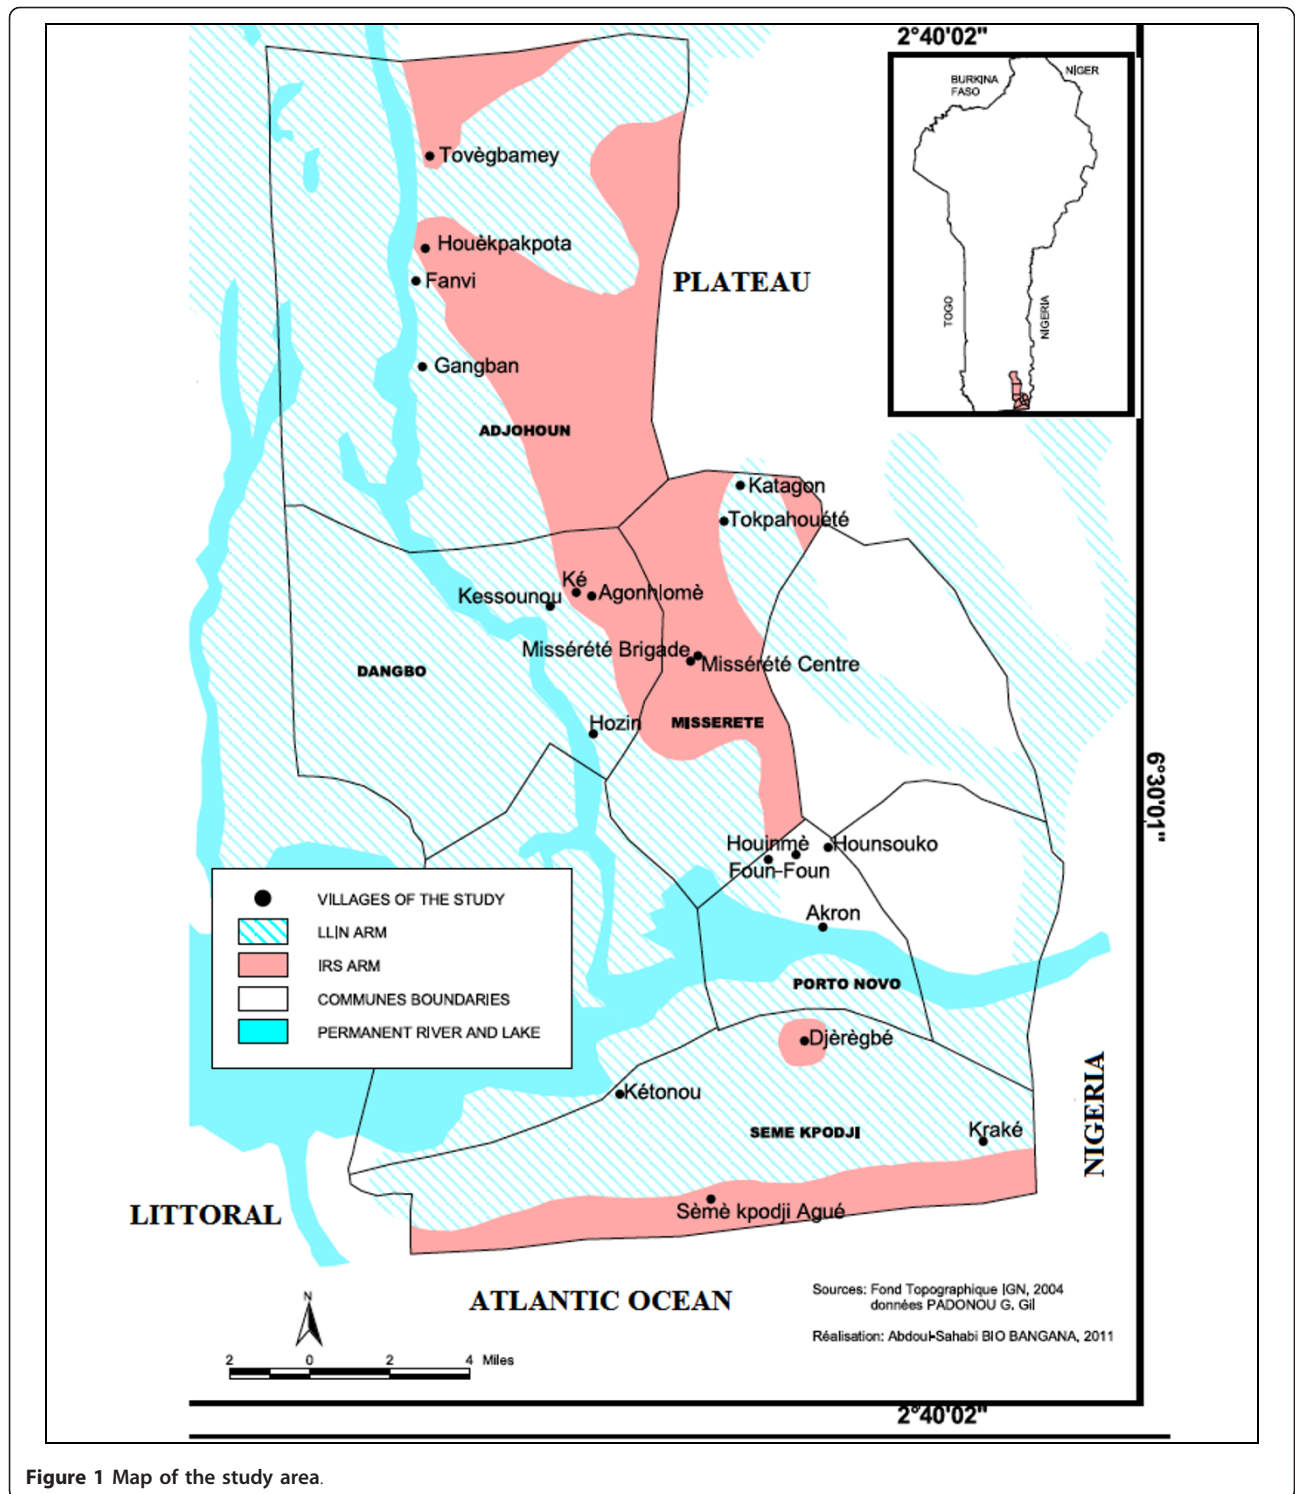 2°40'02"
BURKINA
FASO
NIGER
TOGO
NIGERIA
Tovègbamey
Houèkpakpota
Fanvi
PLATEAU
Gangban
ADJOHOUN
Katagon
Tokpahouété
Ké
Agonhlomè
Kessounou
Missérété Brigade
Missérété Centre
DANGBO
Hozin
MISSERETE
6°30'01"
Houinmè
Hounsouko
Foun-Foun
Akron
PORTO NOVO
VILLAGES OF THE STUDY
LLIN ARM
IRS ARM
COMMUNES BOUNDARIES
PERMANENT RIVER AND LAKE
Djèrègbé
Kétonou
SEME KPODJI
Kraké
NIGERIA
LITTORAL
Sèmè kpodji Agué
ATLANTIC OCEAN
Sources: Fond Topographique IGN, 2004
données PADONOU G. Gil
Réalisation: Abdoul-Sahabi BIO BANGANA, 2011
N
2 0 2 4 Miles
2°40'02"
Figure 1 Map of the study area.